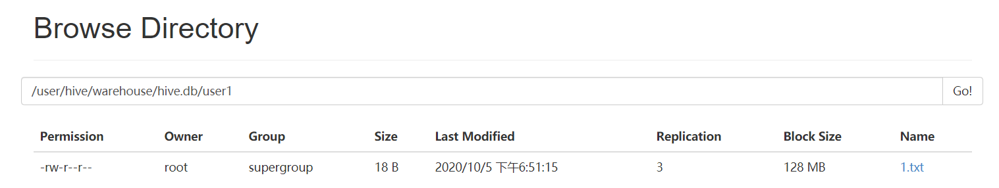 Browse Directory
/user/hive/warehouse/hive.db/user1 Go!
Permission Owner Group Size Last Modified Replication Block Size Name
-rw-r--r-- root supergroup 18 B 2020/10/5 下午6:51:15 3 128 MB 1.txt